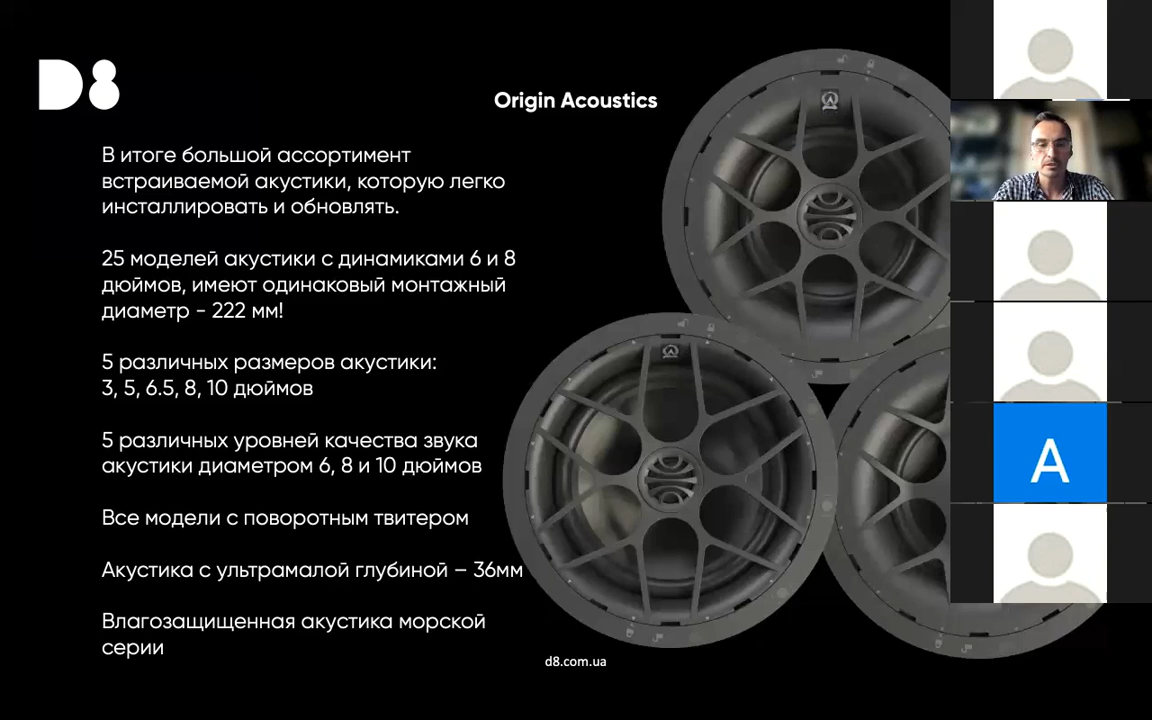 D8
Origin Acoustics
В итоге большой ассортимент
встраиваемой акустики, которую легко
инсталлировать и обновлять.
25 моделей акустики с динамиками 6 и 8
дюймов, имеют одинаковый монтажный
диаметр - 222 мм!
5 различных размеров акустики:
3, 5, 6.5, 8, 10 дюймов
5 различных уровней качества звука
акустики диаметром 6, 8 и 10 дюймов
Все модели с поворотным твитером
Акустика с ультрамалой глубиной – 36мм
Влагозащищенная акустика морской
серии
d8.com.ua
A